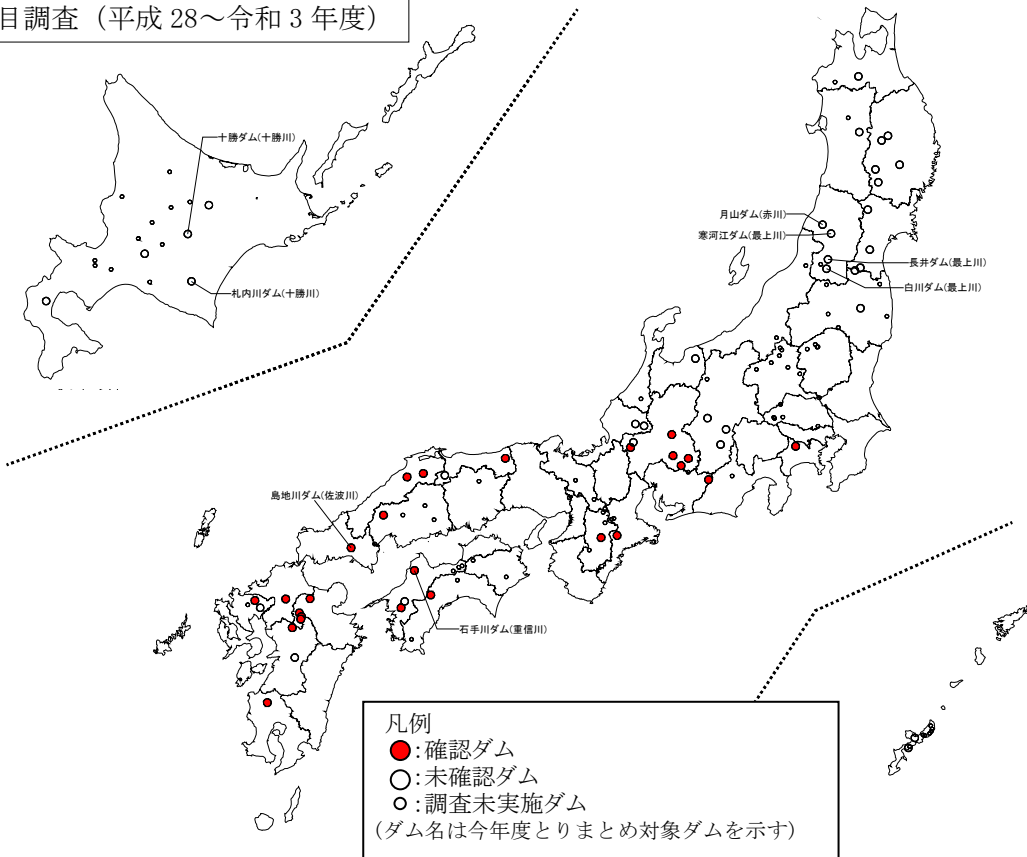 目調査（平成 28～令和 3 年度）
十勝ダム(十勝川)
札内川ダム(十勝川)
月山ダム(赤川)
寒河江ダム(最上川)
長井ダム(最上川)
白川ダム(最上川)
島地川ダム(佐波川)
石手川ダム(重信川)
凡例
：確認ダム
：未確認ダム
：調査未実施ダム
(ダム名は今年度とりまとめ対象ダムを示す)